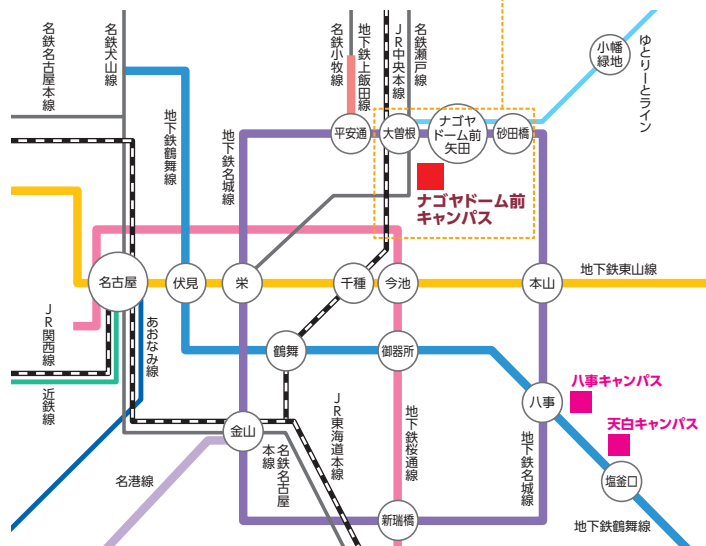 名鉄名古屋本線
名鉄犬山線
地下鉄鶴舞線
地下鉄名城線
名鉄小牧線
地下鉄上飯田線
JR中央本線
名鉄瀬戸線
小幡
緑地
ゆとりーとライン
平安通
大曽根
ナゴヤ
ドーム前
矢田
砂田橋
ナゴヤドーム前
キャンパス
名古屋
伏見
栄
千種
今池
本山
地下鉄東山線
JR関西線
近鉄線
あおなみ線
鶴舞
御器所
八事
八事キャンパス
天白キャンパス
金山
名鉄名古屋
本線
JR東海道本線
地下鉄桜通線
地下鉄名城線
名港線
新瑞橋
塩釜口
地下鉄鶴舞線